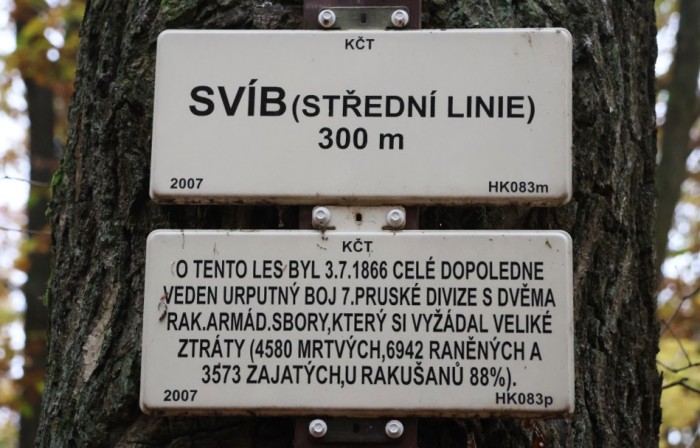 KČT
SVÍB (STŘEDNÍ LINIE)
300 m
2007
HK083m
KČT
O TENTO LES BYL 3.7.1866 CELÉ DOPOLEDNE
VEDEN URPUTNÝ BOJ 7.PRUSKÉ DIVIZE S DVĚMA
RAK.ARMÁD.SBORY,KTERÝ SI VYŽÁDAL VELIKÉ
ZTRÁTY (4580 MRTVÝCH,6942 RANĚNÝCH A
3573 ZAJATÝCH,U RAKUŠANŮ 88%).
2007
HK083p